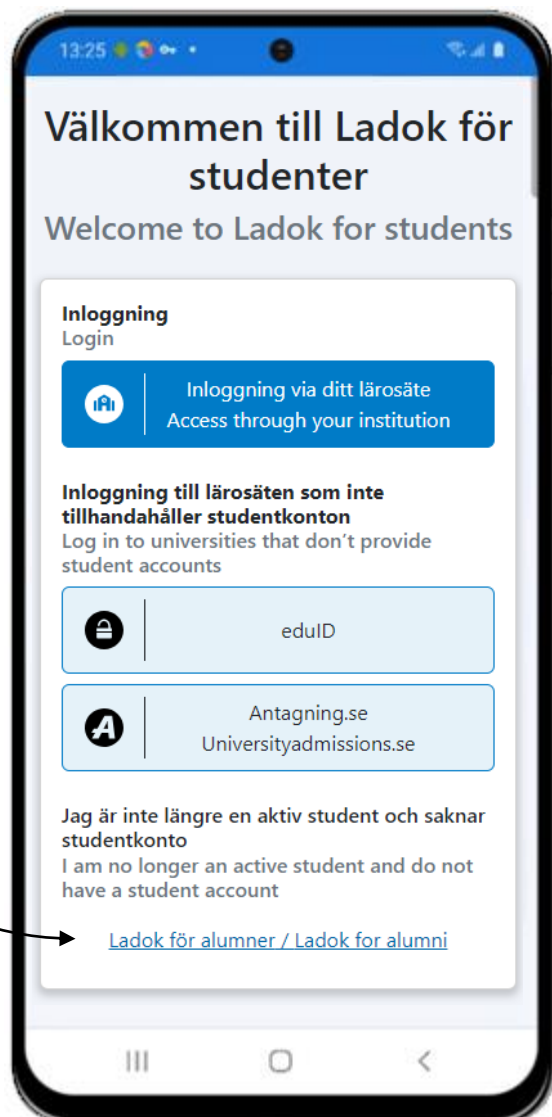 13:25
Välkommen till Ladok för
studenter
Welcome to Ladok for students
Inloggning
Login
Inloggning via ditt lärosäte
Access through your institution
Inloggning till lärosäten som inte
tillhandahåller studentkonton
Log in to universities that don't provide
student accounts
eduID
Antagning.se
Universityadmissions.se
Jag är inte längre en aktiv student och saknar
studentkonto
I am no longer an active student and do not
have a student account
Ladok för alumner / Ladok for alumni